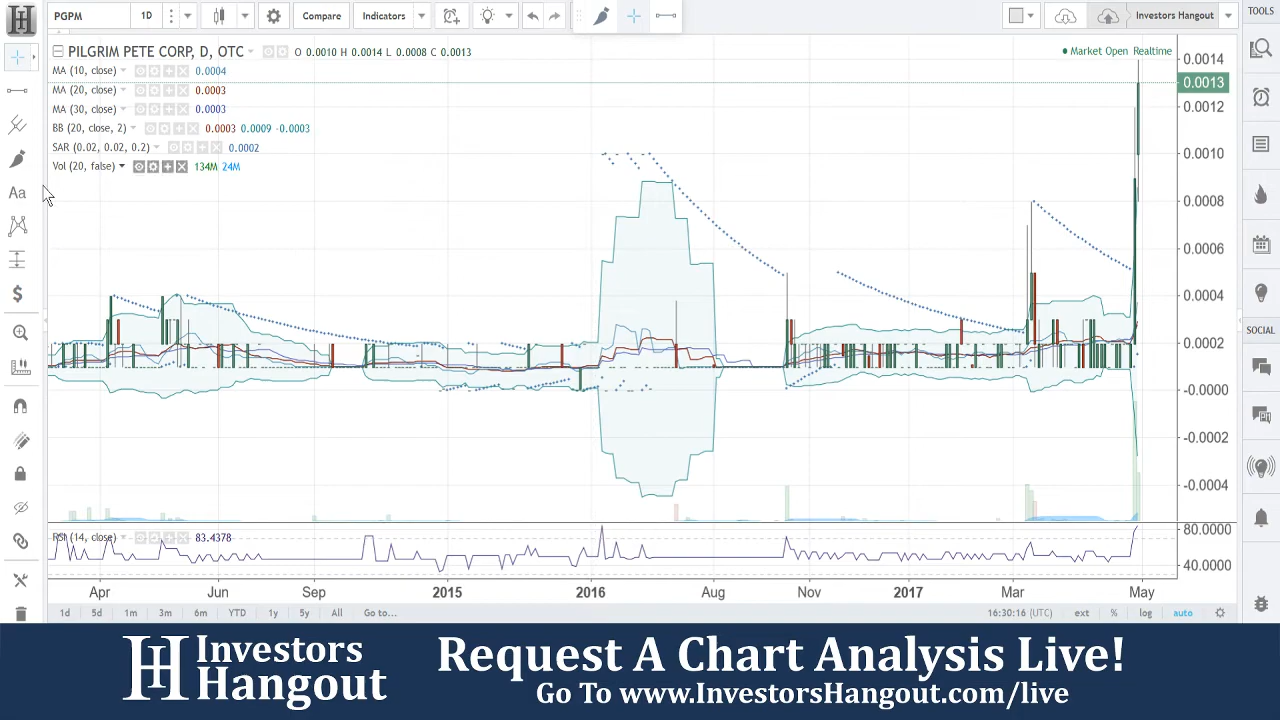 PGPM 1D Compare Indicators Investors Hangout
TOOLS
PILGRIM PETE CORP, D, OTC O 0.0010 H 0.0014 L 0.0008 C 0.0013
Market Open Realtime
MA (10, close) 0.0004
MA (20, close) 0.0003
MA (30, close) 0.0003
BB (20, close, 2) 0.0003 0.0009 -0.0003
SAR (0.02, 0.02, 0.2) 0.0002
Vol (20, false) 134M 24M
Aa
$
0.0014
0.0013
0.0012
0.0010
0.0008
0.0006
0.0004
0.0002
-0.0000
-0.0002
-0.0004
SOCIAL
RSI (14, close) 83.4378
80.0000
40.0000
Apr Jun Sep 2015 2016 Aug Nov 2017 Mar May
1d 5d 1m 3m 6m YTD 1y 5y All Go to... 16:30:16 (UTC) ext % log auto
H Investors Hangout
Request A Chart Analysis Live!
Go To www.InvestorsHangout.com/live